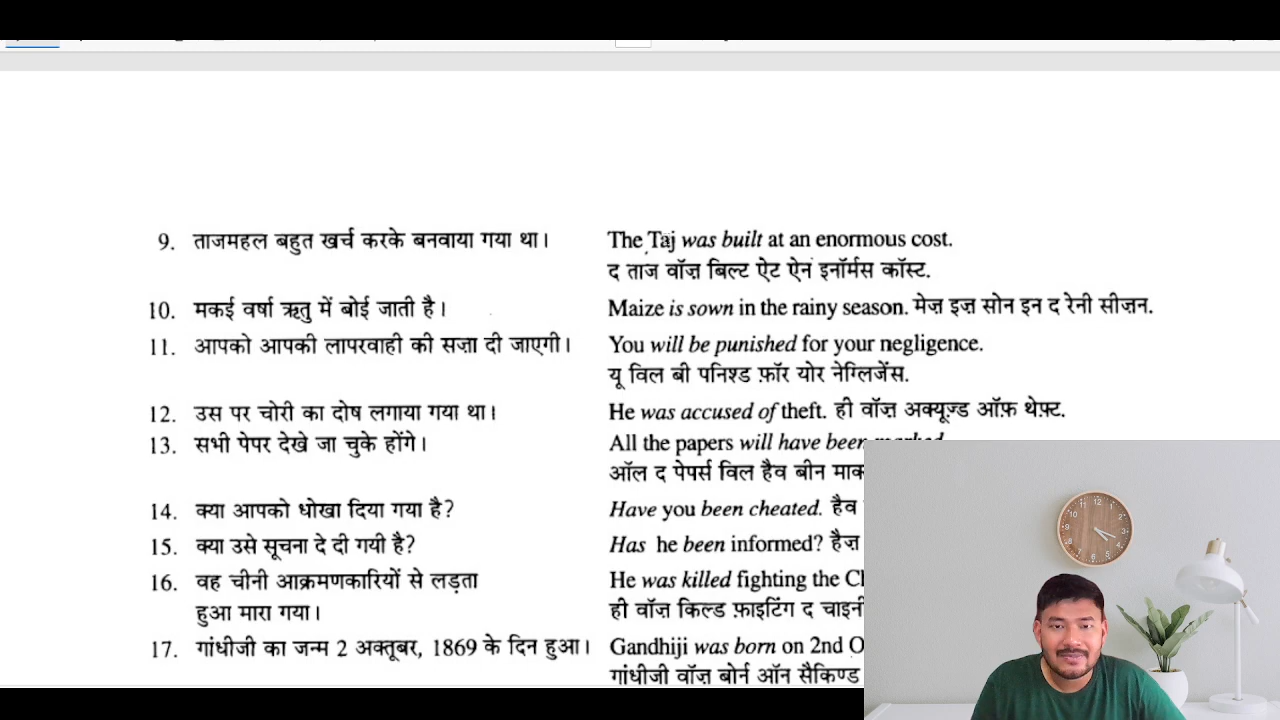 9. ताजमहल बहुत खर्च करके बनवाया गया था। The Taj was built at an enormous cost.
द ताज वॉज़ बिल्ट ऐट ऐन इनॉर्मस कॉस्ट.
10. मकई वर्षा ऋतु में बोई जाती है। Maize is sown in the rainy season. मेज़ इज़ सोन इन द रेनी सीज़न.
11. आपको आपकी लापरवाही की सज़ा दी जाएगी। You will be punished for your negligence.
यू विल बी पनिश्ड फ़ॉर योर नेग्लिजेंस.
12. उस पर चोरी का दोष लगाया गया था। He was accused of theft. ही वॉज़ अक्यूज़्ड ऑफ़ थेफ़्ट.
13. सभी पेपर देखे जा चुके होंगे। All the papers will have been
ऑल द पेपर्स विल हैव बीन
14. क्या आपको धोखा दिया गया है? Have you been cheated. हैव
15. क्या उसे सूचना दे दी गयी है? Has he been informed? हैज़
16. वह चीनी आक्रमणकारियों से लड़ता He was killed fighting the
हुआ मारा गया। ही वॉज़ किल्ड फ़ाइटिंग द
17. गांधीजी का जन्म 2 अक्तूबर, 1869 के दिन हुआ। Gandhiji was born on 2nd
गांधीजी वॉज़ बोर्न ऑन सैकिण्ड